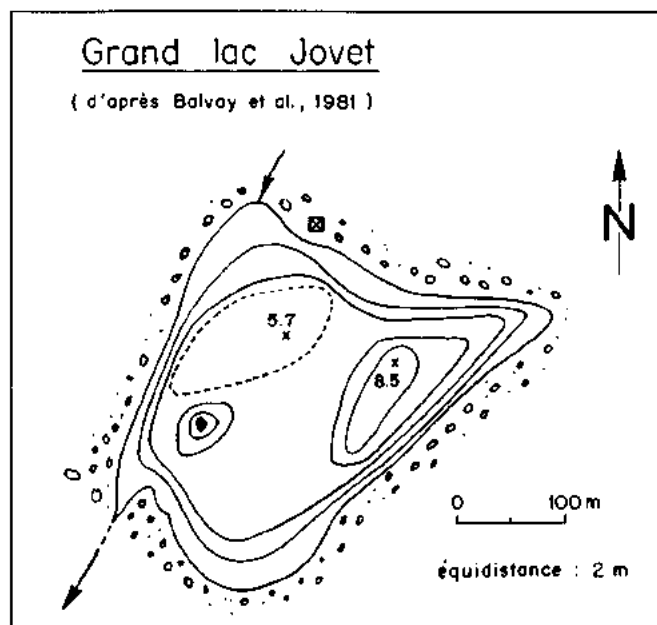 Grand lac Jovet
( d'après Balvay et al., 1981 )
N
5.7
8.5
0 100 m
équidistance : 2 m